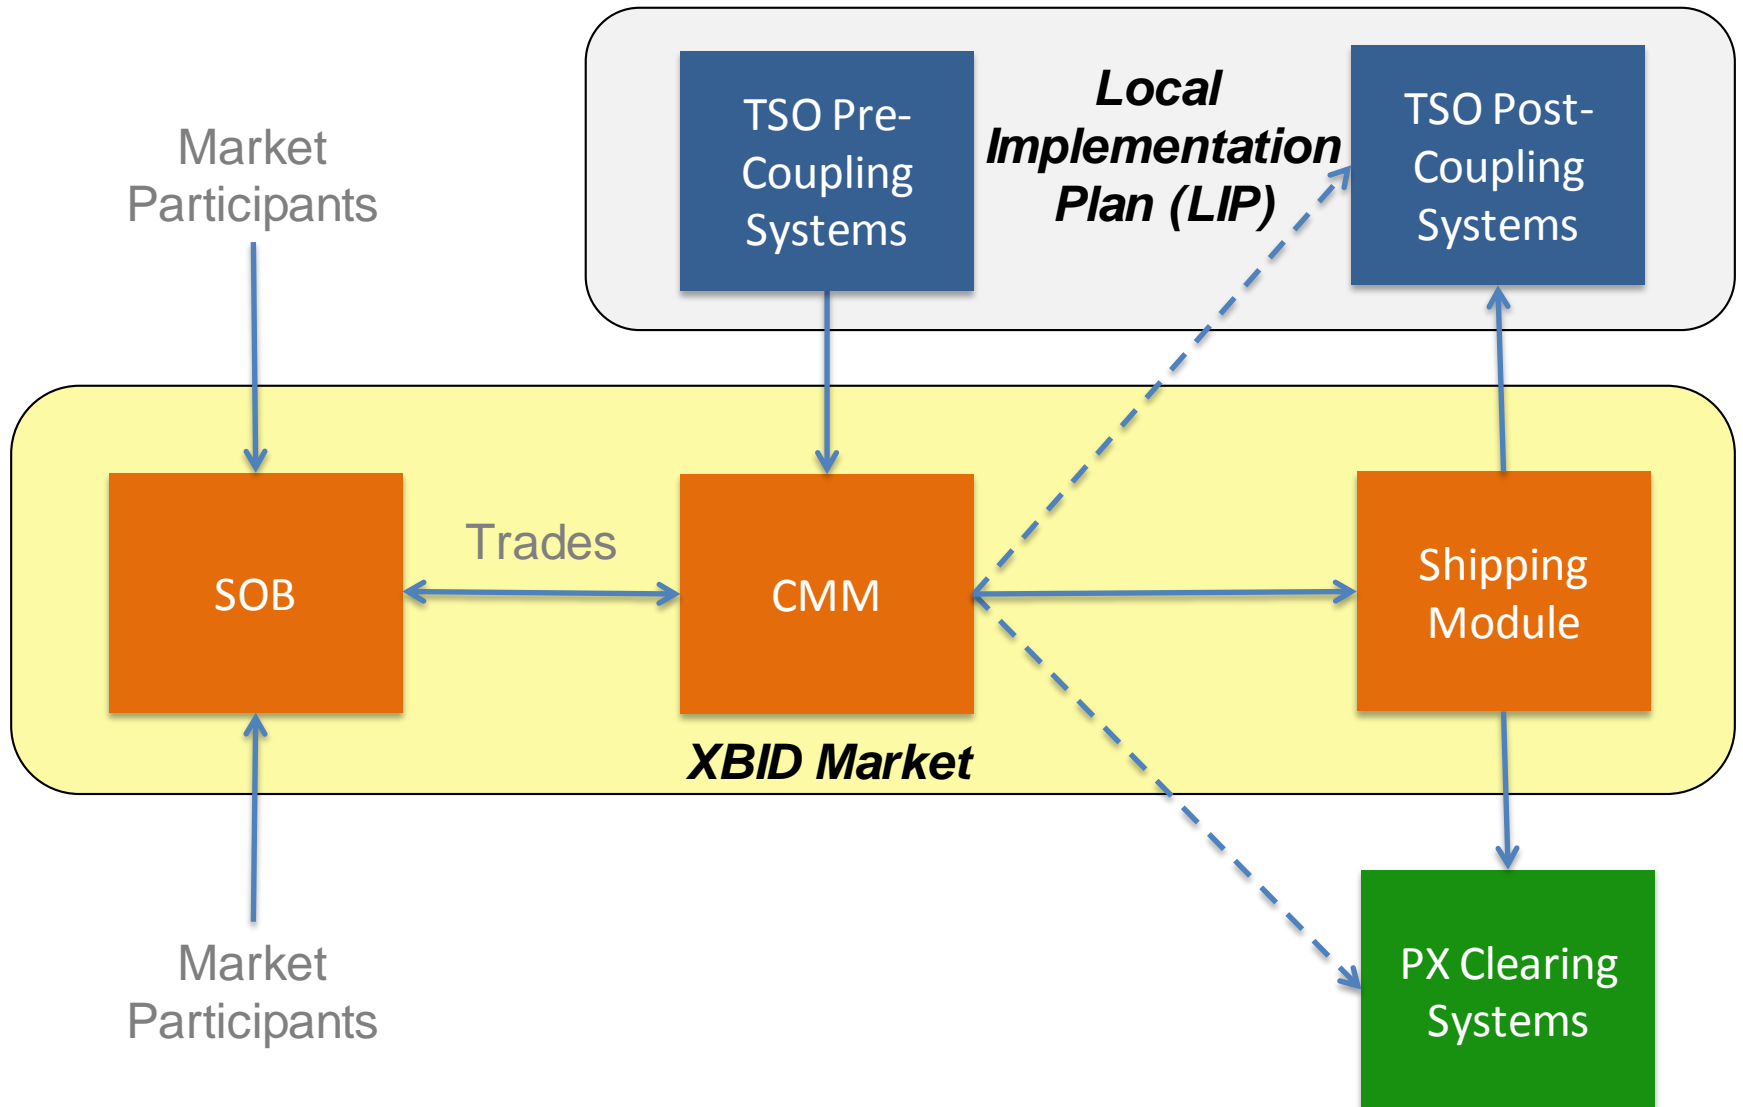 Market
Participants
TSO Pre-
Coupling
Systems
Local
Implementation
Plan (LIP)
TSO Post-
Coupling
Systems
SOB
Trades
CMM
Shipping
Module
XBID Market
Market
Participants
PX Clearing
Systems